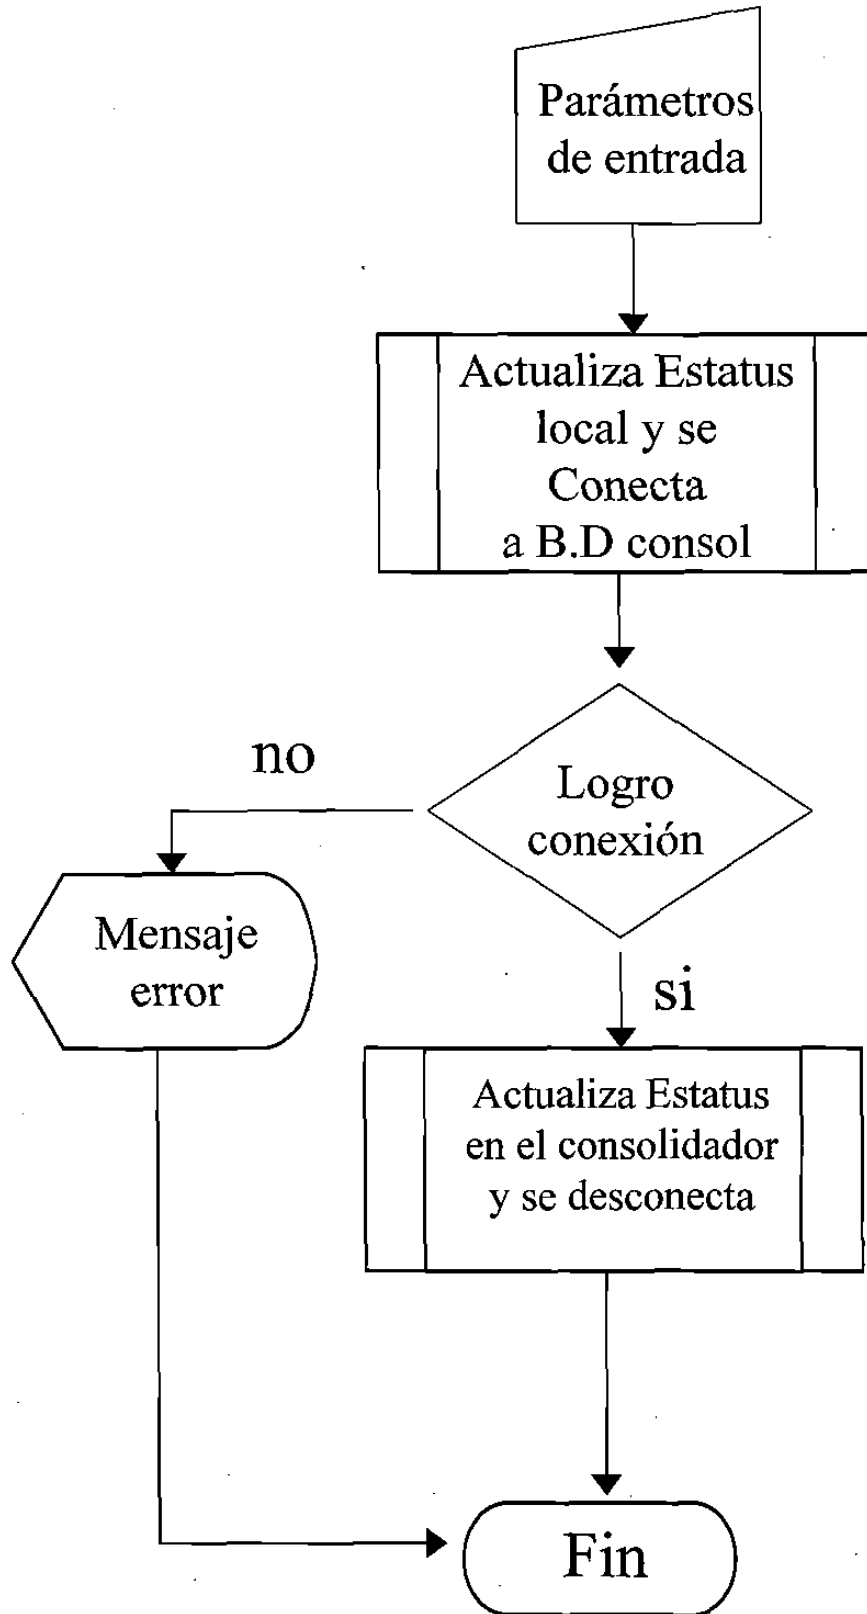 Parámetros
de entrada
Actualiza Estatus
local y se
Conecta
a B.D consol
no
Logro
conexión
Mensaje
error
si
Actualiza Estatus
en el consolidador
y se desconecta
Fin